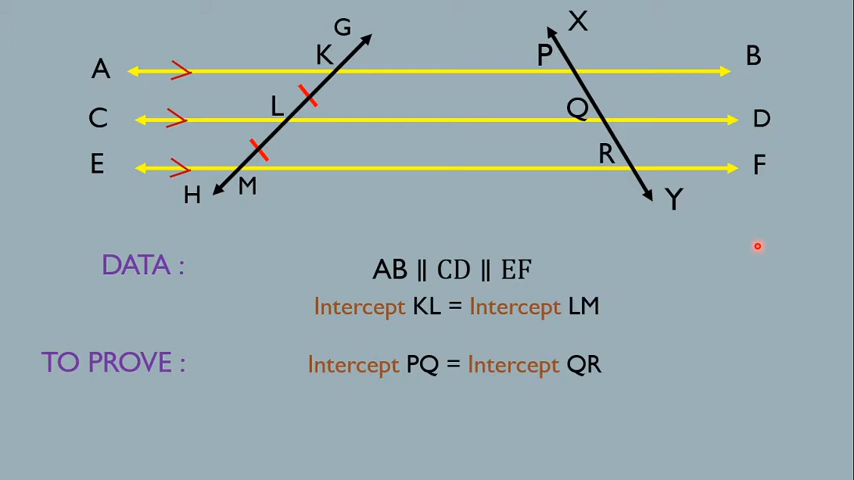 G
X
K
P
A
B
L
Q
C
D
E
R
F
H
M
Y
DATA :
AB ∥ CD ∥ EF
Intercept KL = Intercept LM
TO PROVE :
Intercept PQ = Intercept QR